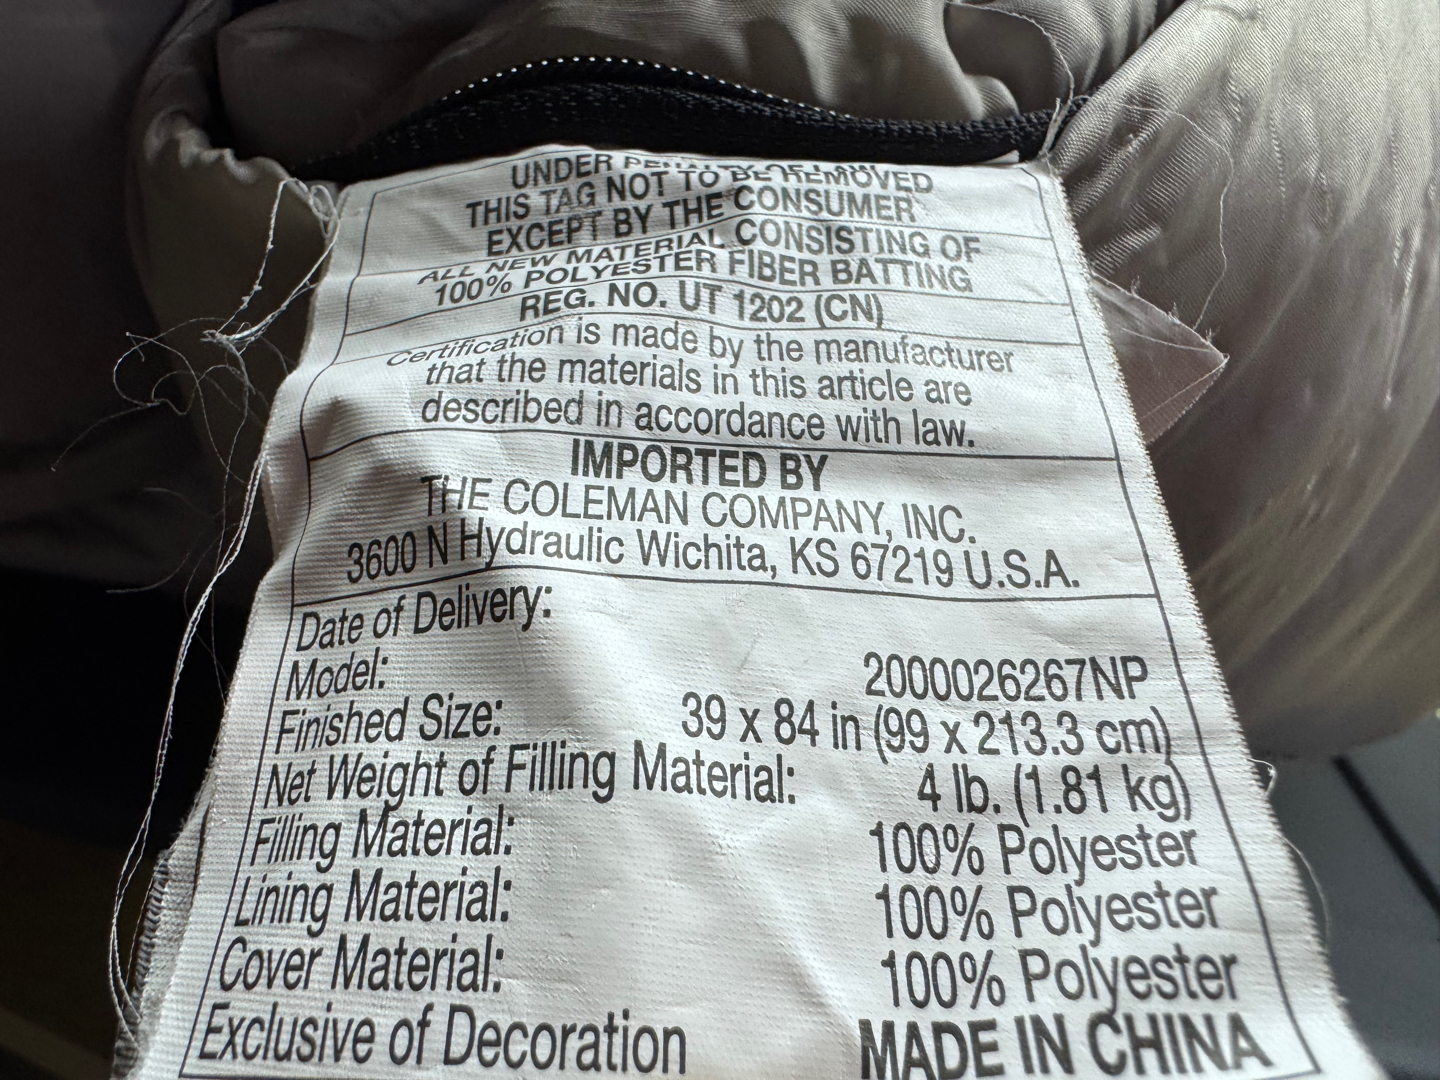 UNDER PENALTY OF LAW
THIS TAG NOT TO BE REMOVED
EXCEPT BY THE CONSUMER
ALL NEW MATERIAL CONSISTING OF
100% POLYESTER FIBER BATTING
REG. NO. UT 1202 (CN)
Certification is made by the manufacturer
that the materials in this article are
described in accordance with law.
IMPORTED BY
THE COLEMAN COMPANY, INC.
3600 N Hydraulic Wichita, KS 67219 U.S.A.
Date of Delivery:
Model: 2000026267NP
Finished Size: 39 x 84 in (99 x 213.3 cm)
Net Weight of Filling Material: 4 lb. (1.81 kg)
Filling Material: 100% Polyester
Lining Material: 100% Polyester
Cover Material: 100% Polyester
Exclusive of Decoration MADE IN CHINA